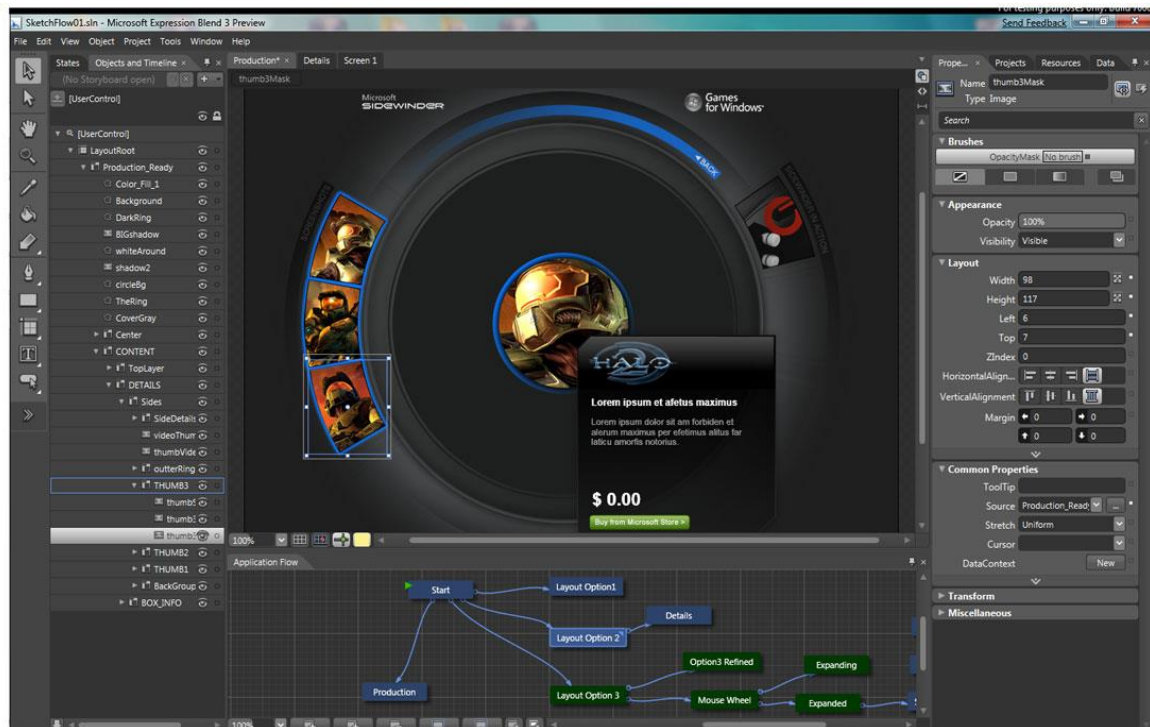 For testing purposes only. Build
SketchFlow01.sln - Microsoft Expression Blend 3 Preview
Send Feedback
File Edit View Object Project Tools Window Help
States Objects and Timeline ×
(No Storyboard open)
[UserControl]
[UserControl]
LayoutRoot
Production_Ready
Color_Fill_1
Background
DarkRing
BIGshadow
whiteAround
shadow2
circleBg
TheRing
CoverGray
Center
CONTENT
TopLayer
DETAILS
Sides
SideDetails
videoThum
thumbVide
outterRing
THUMB3
THUMB2
THUMB1
BackGroup
BOX_INFO
Production* × Details Screen 1
thumb3Mask
Microsoft
SIDEWINDER
Games
for Windows
BACK
SCREENSHOTS
HALO 2
Lorem ipsum et afetus maximus
Lorem ipsum dolor sit am forbiden et
alerum maximus per efetimus alitus far
laticu amorfis notorius.
$ 0.00
Buy from Microsoft Store >
100%
Application Flow
Start
Layout Option1
Layout Option 2
Details
Production
Layout Option 3
Option3 Refined
Mouse Wheel
Expanding
Expanded
100%
Prope... × Projects Resources Data
Name thumb3Mask
Type Image
Search
Brushes
OpacityMask No brush
Appearance
Opacity 100%
Visibility Visible
Layout
Width 98
Height 117
Left 6
Top 7
ZIndex 0
HorizontalAlign...
VerticalAlignment
Margin 0 0
0 0
Common Properties
ToolTip
Source Production_Read
Stretch Uniform
Cursor
DataContext New
Transform
Miscellaneous